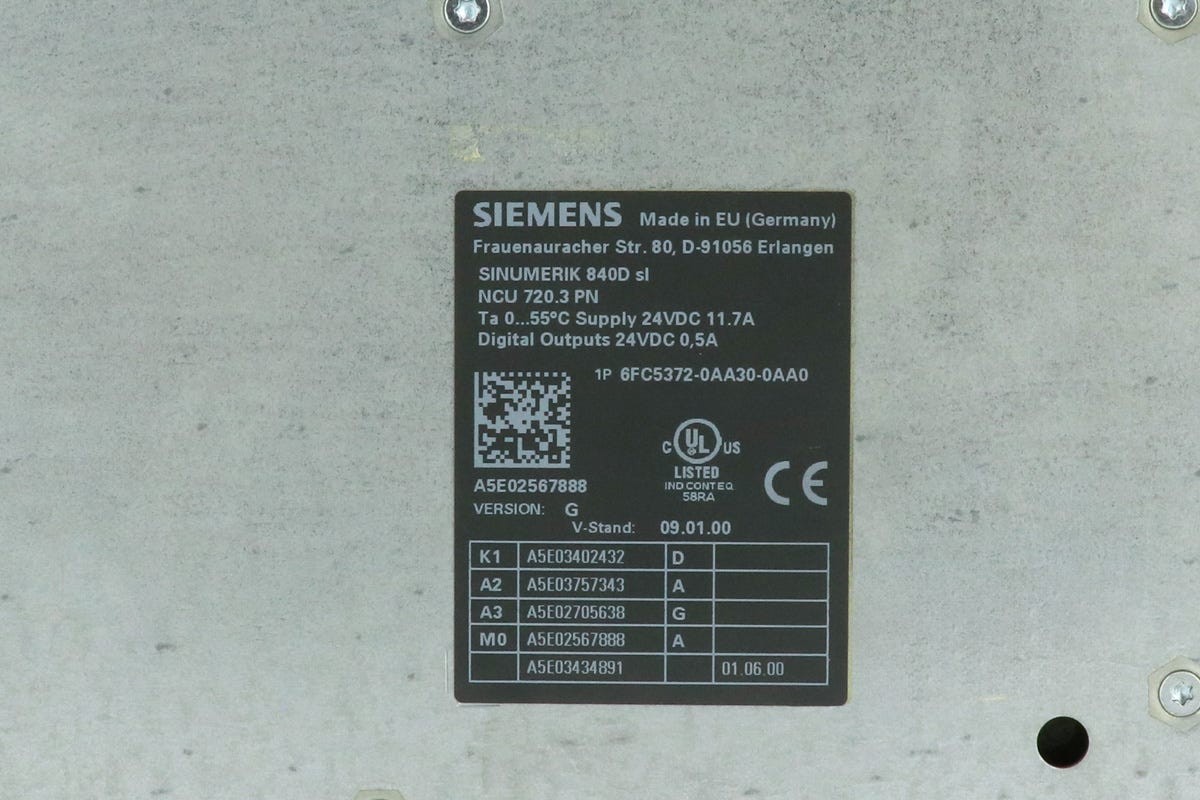 SIEMENS Made in EU (Germany)
Frauenauracher Str. 80, D-91056 Erlangen
SINUMERIK 840D sl
NCU 720.3 PN
Ta 0...55°C Supply 24VDC 11.7A
Digital Outputs 24VDC 0,5A
1P 6FC5372-0AA30-0AA0
C UL US
LISTED
IND CONT EQ
58RA
CE
A5E02567888
VERSION: G
V-Stand: 09.01.00
K1 A5E03402432 D
A2 A5E03757343 A
A3 A5E02705638 G
M0 A5E02567888 A
A5E03434891 01.06.00